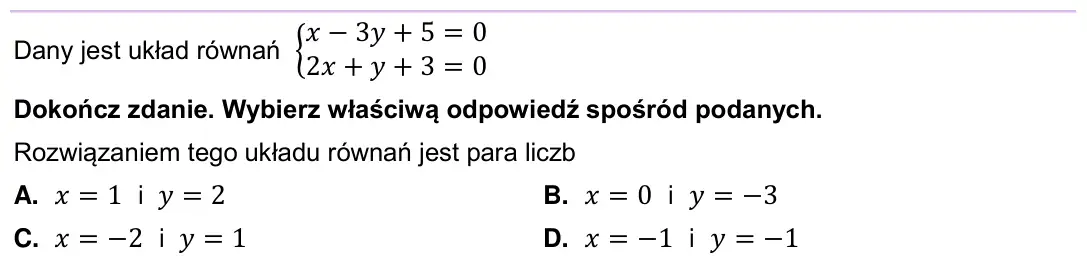 Dany jest układ równań {x − 3y + 5 = 0
2x + y + 3 = 0
Dokończ zdanie. Wybierz właściwą odpowiedź spośród podanych.
Rozwiązaniem tego układu równań jest para liczb
A. x = 1 i y = 2 B. x = 0 i y = −3
C. x = −2 i y = 1 D. x = −1 i y = −1